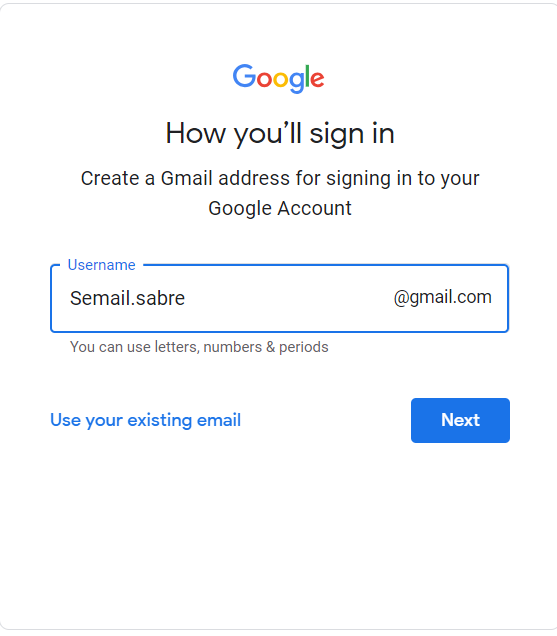 Google
How you’ll sign in
Create a Gmail address for signing in to your
Google Account
Username
Semail.sabre @gmail.com
You can use letters, numbers & periods
Use your existing email Next